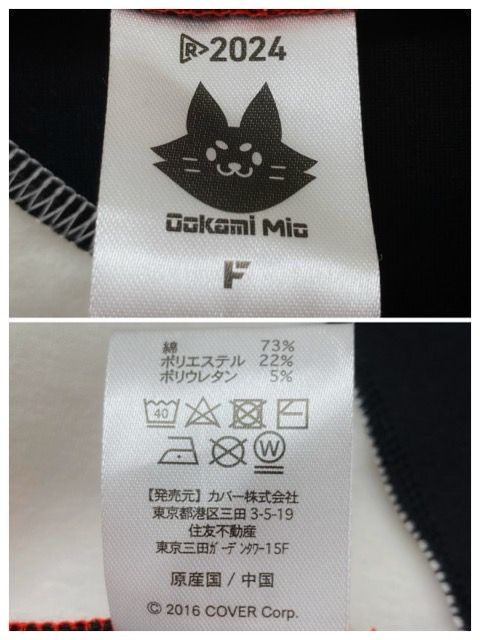 R 2024
Ookami Mio
F
綿 73%
ポリエステル 22%
ポリウレタン 5%
40
W
【発売元】カバー株式会社
東京都港区三田 3-5-19
住友不動産
東京三田ｶﾞｰﾃﾞﾝﾀﾜｰ15F
原産国 / 中国
© 2016 COVER Corp.